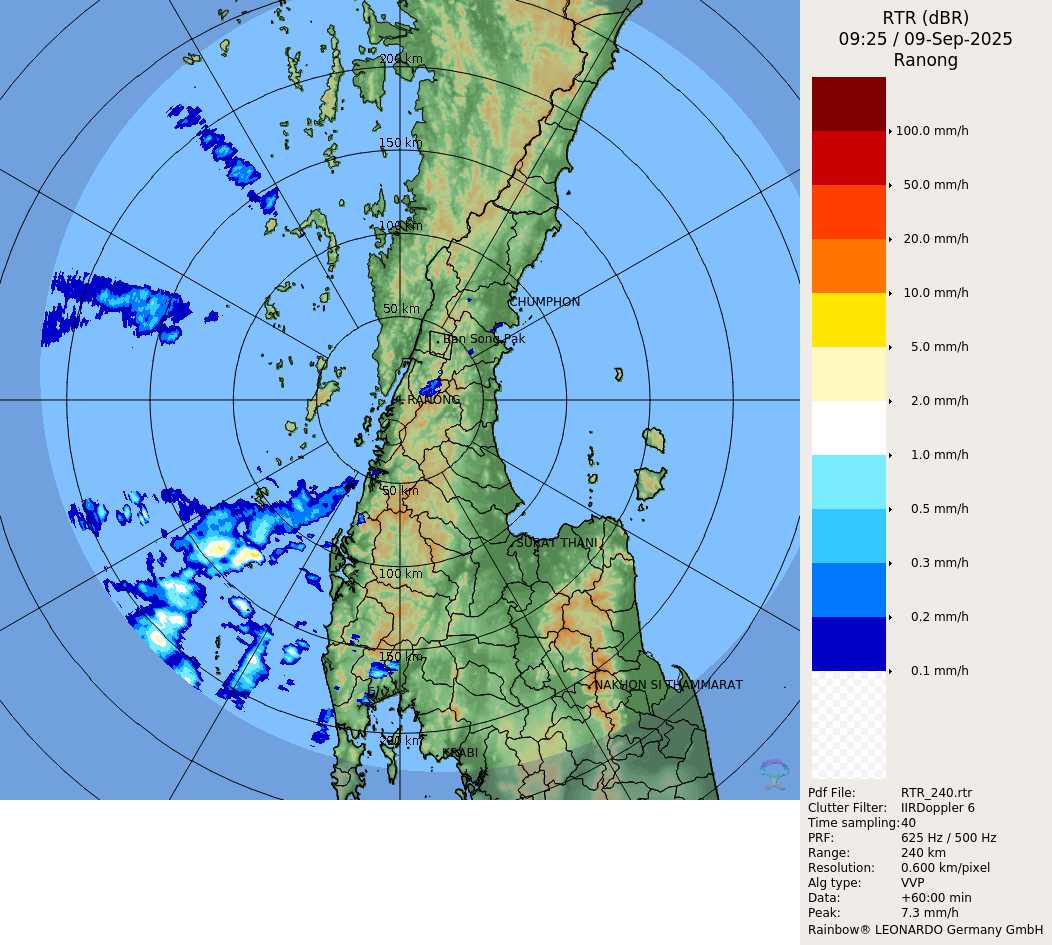 RTR (dBR)
09:25 / 09-Sep-2025
Ranong
200 km
150 km
100 km
50 km
CHUMPHON
Ban Song Pak
RANONG
50 km
SURAT THANI
100 km
150 km
NAKHON SI THAMMARAT
200 km
KRABI
100.0 mm/h
50.0 mm/h
20.0 mm/h
10.0 mm/h
5.0 mm/h
2.0 mm/h
1.0 mm/h
0.5 mm/h
0.3 mm/h
0.2 mm/h
0.1 mm/h
Pdf File: RTR_240.rtr
Clutter Filter: IIRDoppler 6
Time sampling: 40
PRF: 625 Hz / 500 Hz
Range: 240 km
Resolution: 0.600 km/pixel
Alg type: VVP
Data: +60:00 min
Peak: 7.3 mm/h
Rainbow® LEONARDO Germany GmbH